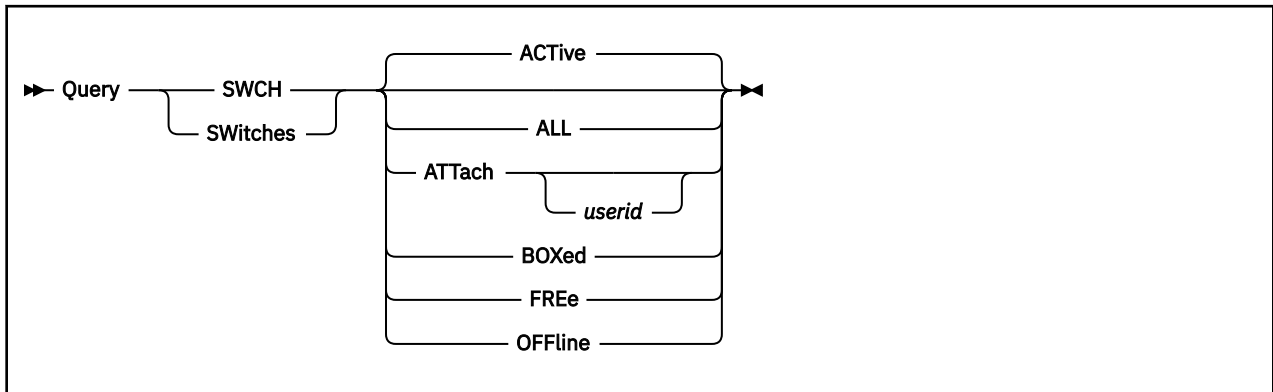 ACTive
Query SWCH
SWitches
ALL
ATTach
userid
BOXed
FREe
OFFline